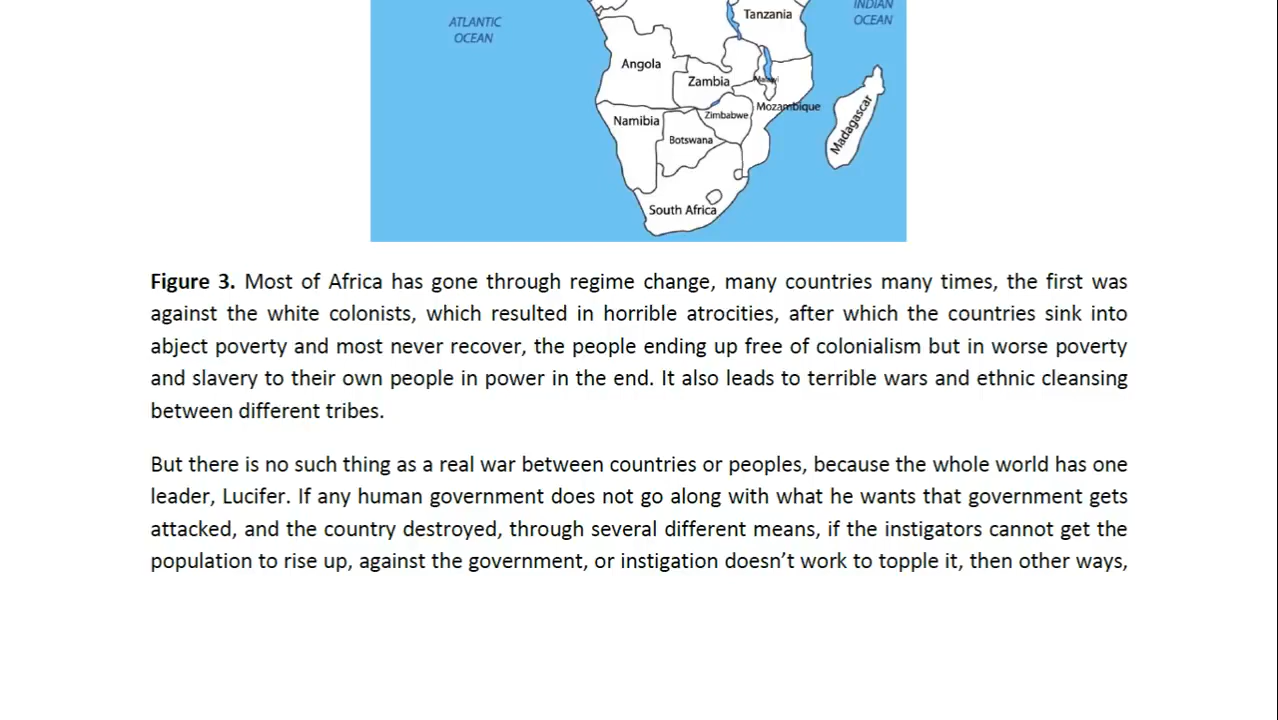 INDIAN
OCEAN
ATLANTIC
OCEAN
Tanzania
Angola
Zambia
Mozambique
Zimbabwe
Namibia
Botswana
Madagascar
South Africa
Figure 3. Most of Africa has gone through regime change, many countries many times, the first was
against the white colonists, which resulted in horrible atrocities, after which the countries sink into
abject poverty and most never recover, the people ending up free of colonialism but in worse poverty
and slavery to their own people in power in the end. It also leads to terrible wars and ethnic cleansing
between different tribes.
But there is no such thing as a real war between countries or peoples, because the whole world has one
leader, Lucifer. If any human government does not go along with what he wants that government gets
attacked, and the country destroyed, through several different means, if the instigators cannot get the
population to rise up, against the government, or instigation doesn’t work to topple it, then other ways,